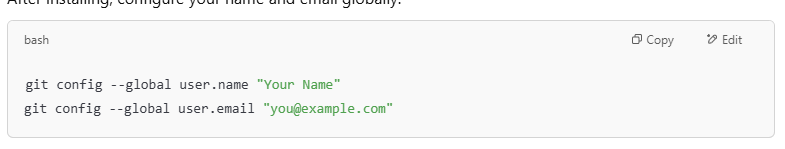 After installing, configure your name and email globally:
bash
Copy
Edit
git config --global user.name "Your Name"
git config --global user.email "you@example.com"